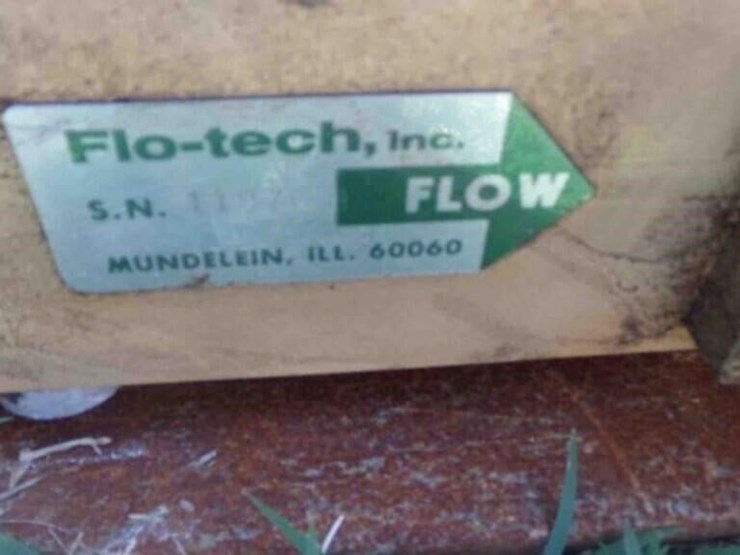 Flo-tech, Inc.
S.N.
FLOW
MUNDELEIN, ILL. 60060